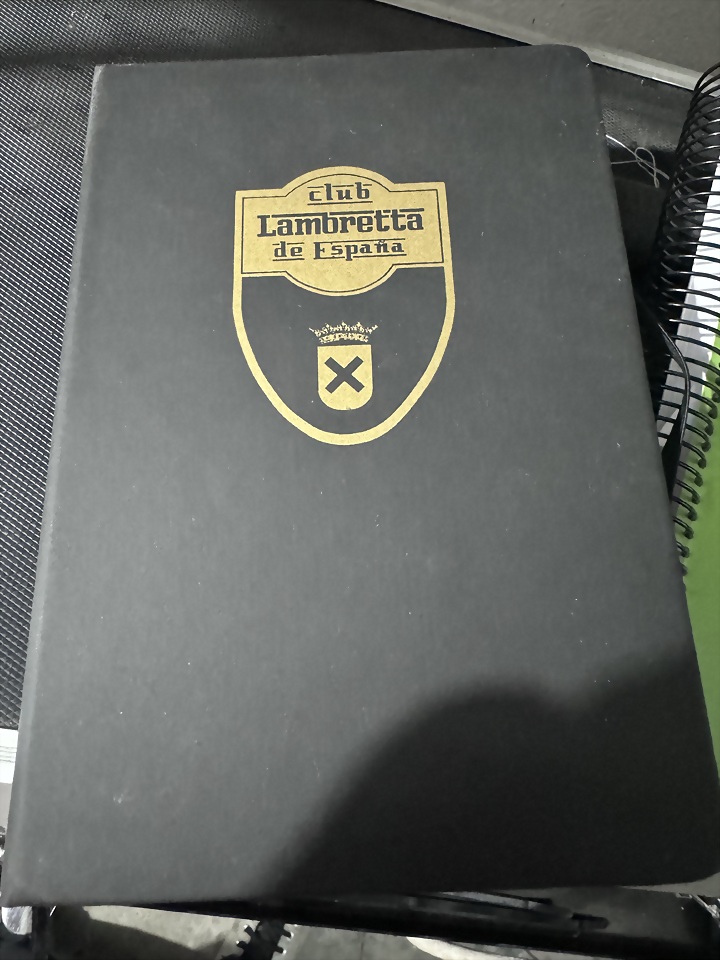 club
Lambretta
de España